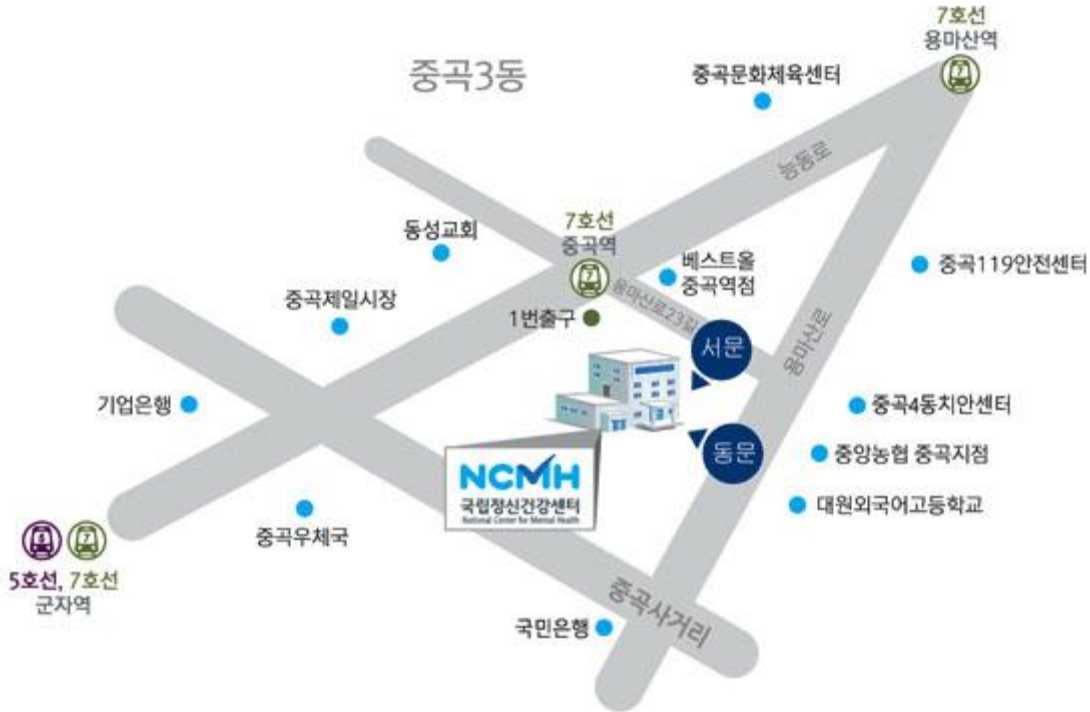 7호선
용마산역
7
중곡3동
중곡문화체육센터
능동로
동성교회
7호선
중곡역
7
베스트올
중곡역점
중곡119안전센터
용마산로23길
중곡제일시장
1번출구
용마산로
서문
기업은행
중곡4동치안센터
동문
중앙농협 중곡지점
NCMH
국립정신건강센터
National Center for Mental Health
대원외국어고등학교
중곡우체국
5 7
5호선, 7호선
군자역
중곡사거리
국민은행